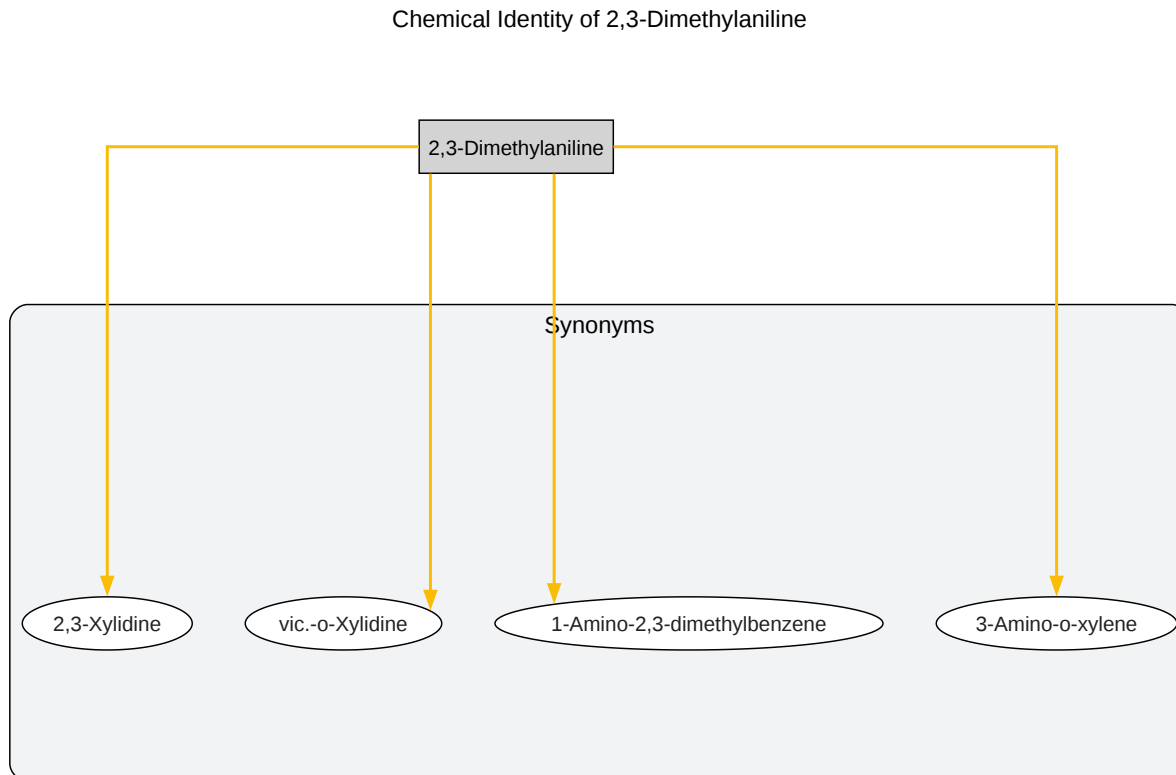 Chemical Identity of 2,3-Dimethylaniline
2,3-Dimethylaniline
Synonyms
2,3-Xylidine
vic.-o-Xylidine
1-Amino-2,3-dimethylbenzene
3-Amino-o-xylene